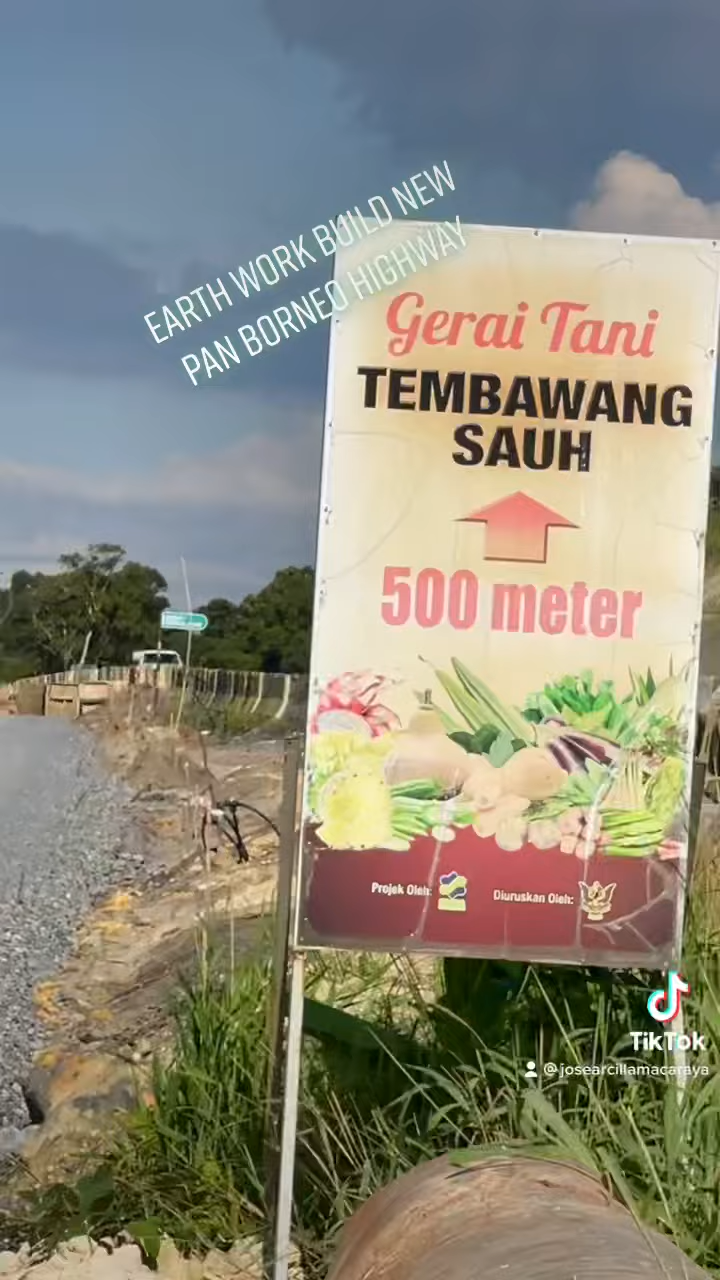 EARTH WORK BUILD NEW
PAN BORNEO HIGHWAY
Gerai Tani
TEMBAWANG
SAUH
500 meter
Projek Oleh:
Diuruskan Oleh:
TikTok
@josearcillamacaraya